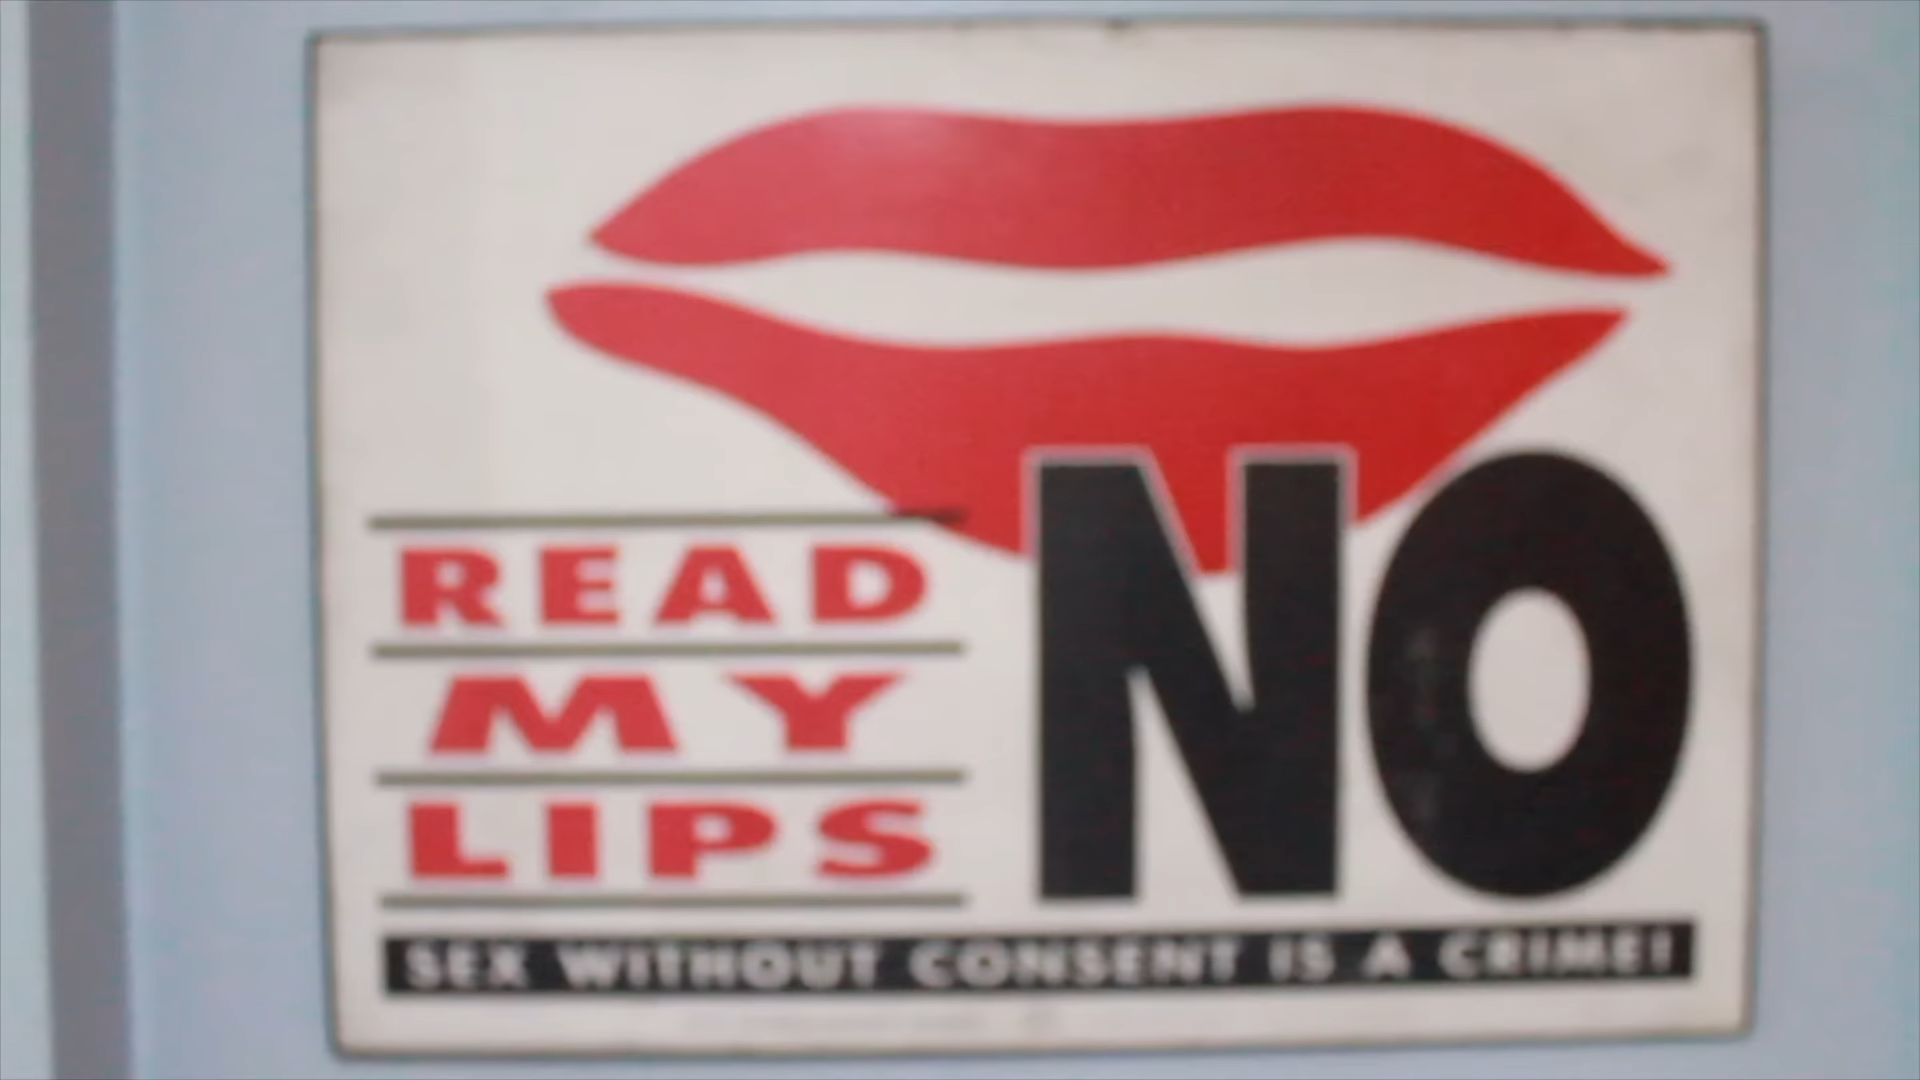 READ
MY
LIPS
NO
SEX WITHOUT CONSENT IS A CRIME!